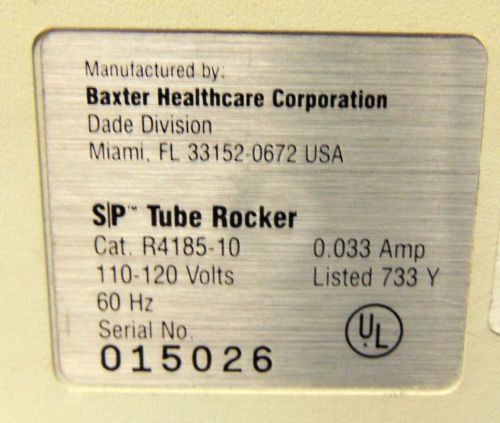 Manufactured by:
Baxter Healthcare Corporation
Dade Division
Miami, FL 33152-0672 USA
S|P™ Tube Rocker
Cat. R4185-10 0.033 Amp
110-120 Volts Listed 733 Y
60 Hz
Serial No.
015026
UL